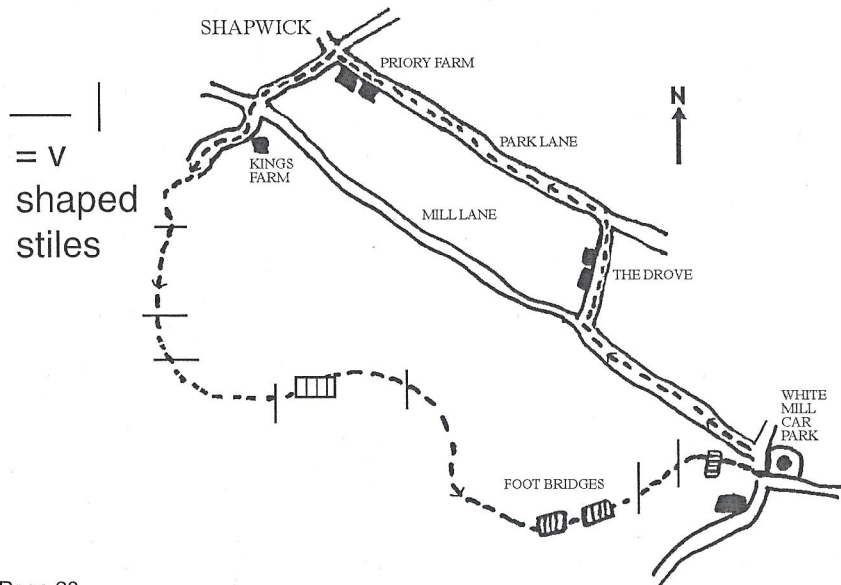 SHAPWICK
PRIORY FARM
N
= v
shaped
stiles
KINGS
FARM
PARK LANE
MILL LANE
THE DROVE
WHITE
MILL
CAR
PARK
FOOT BRIDGES